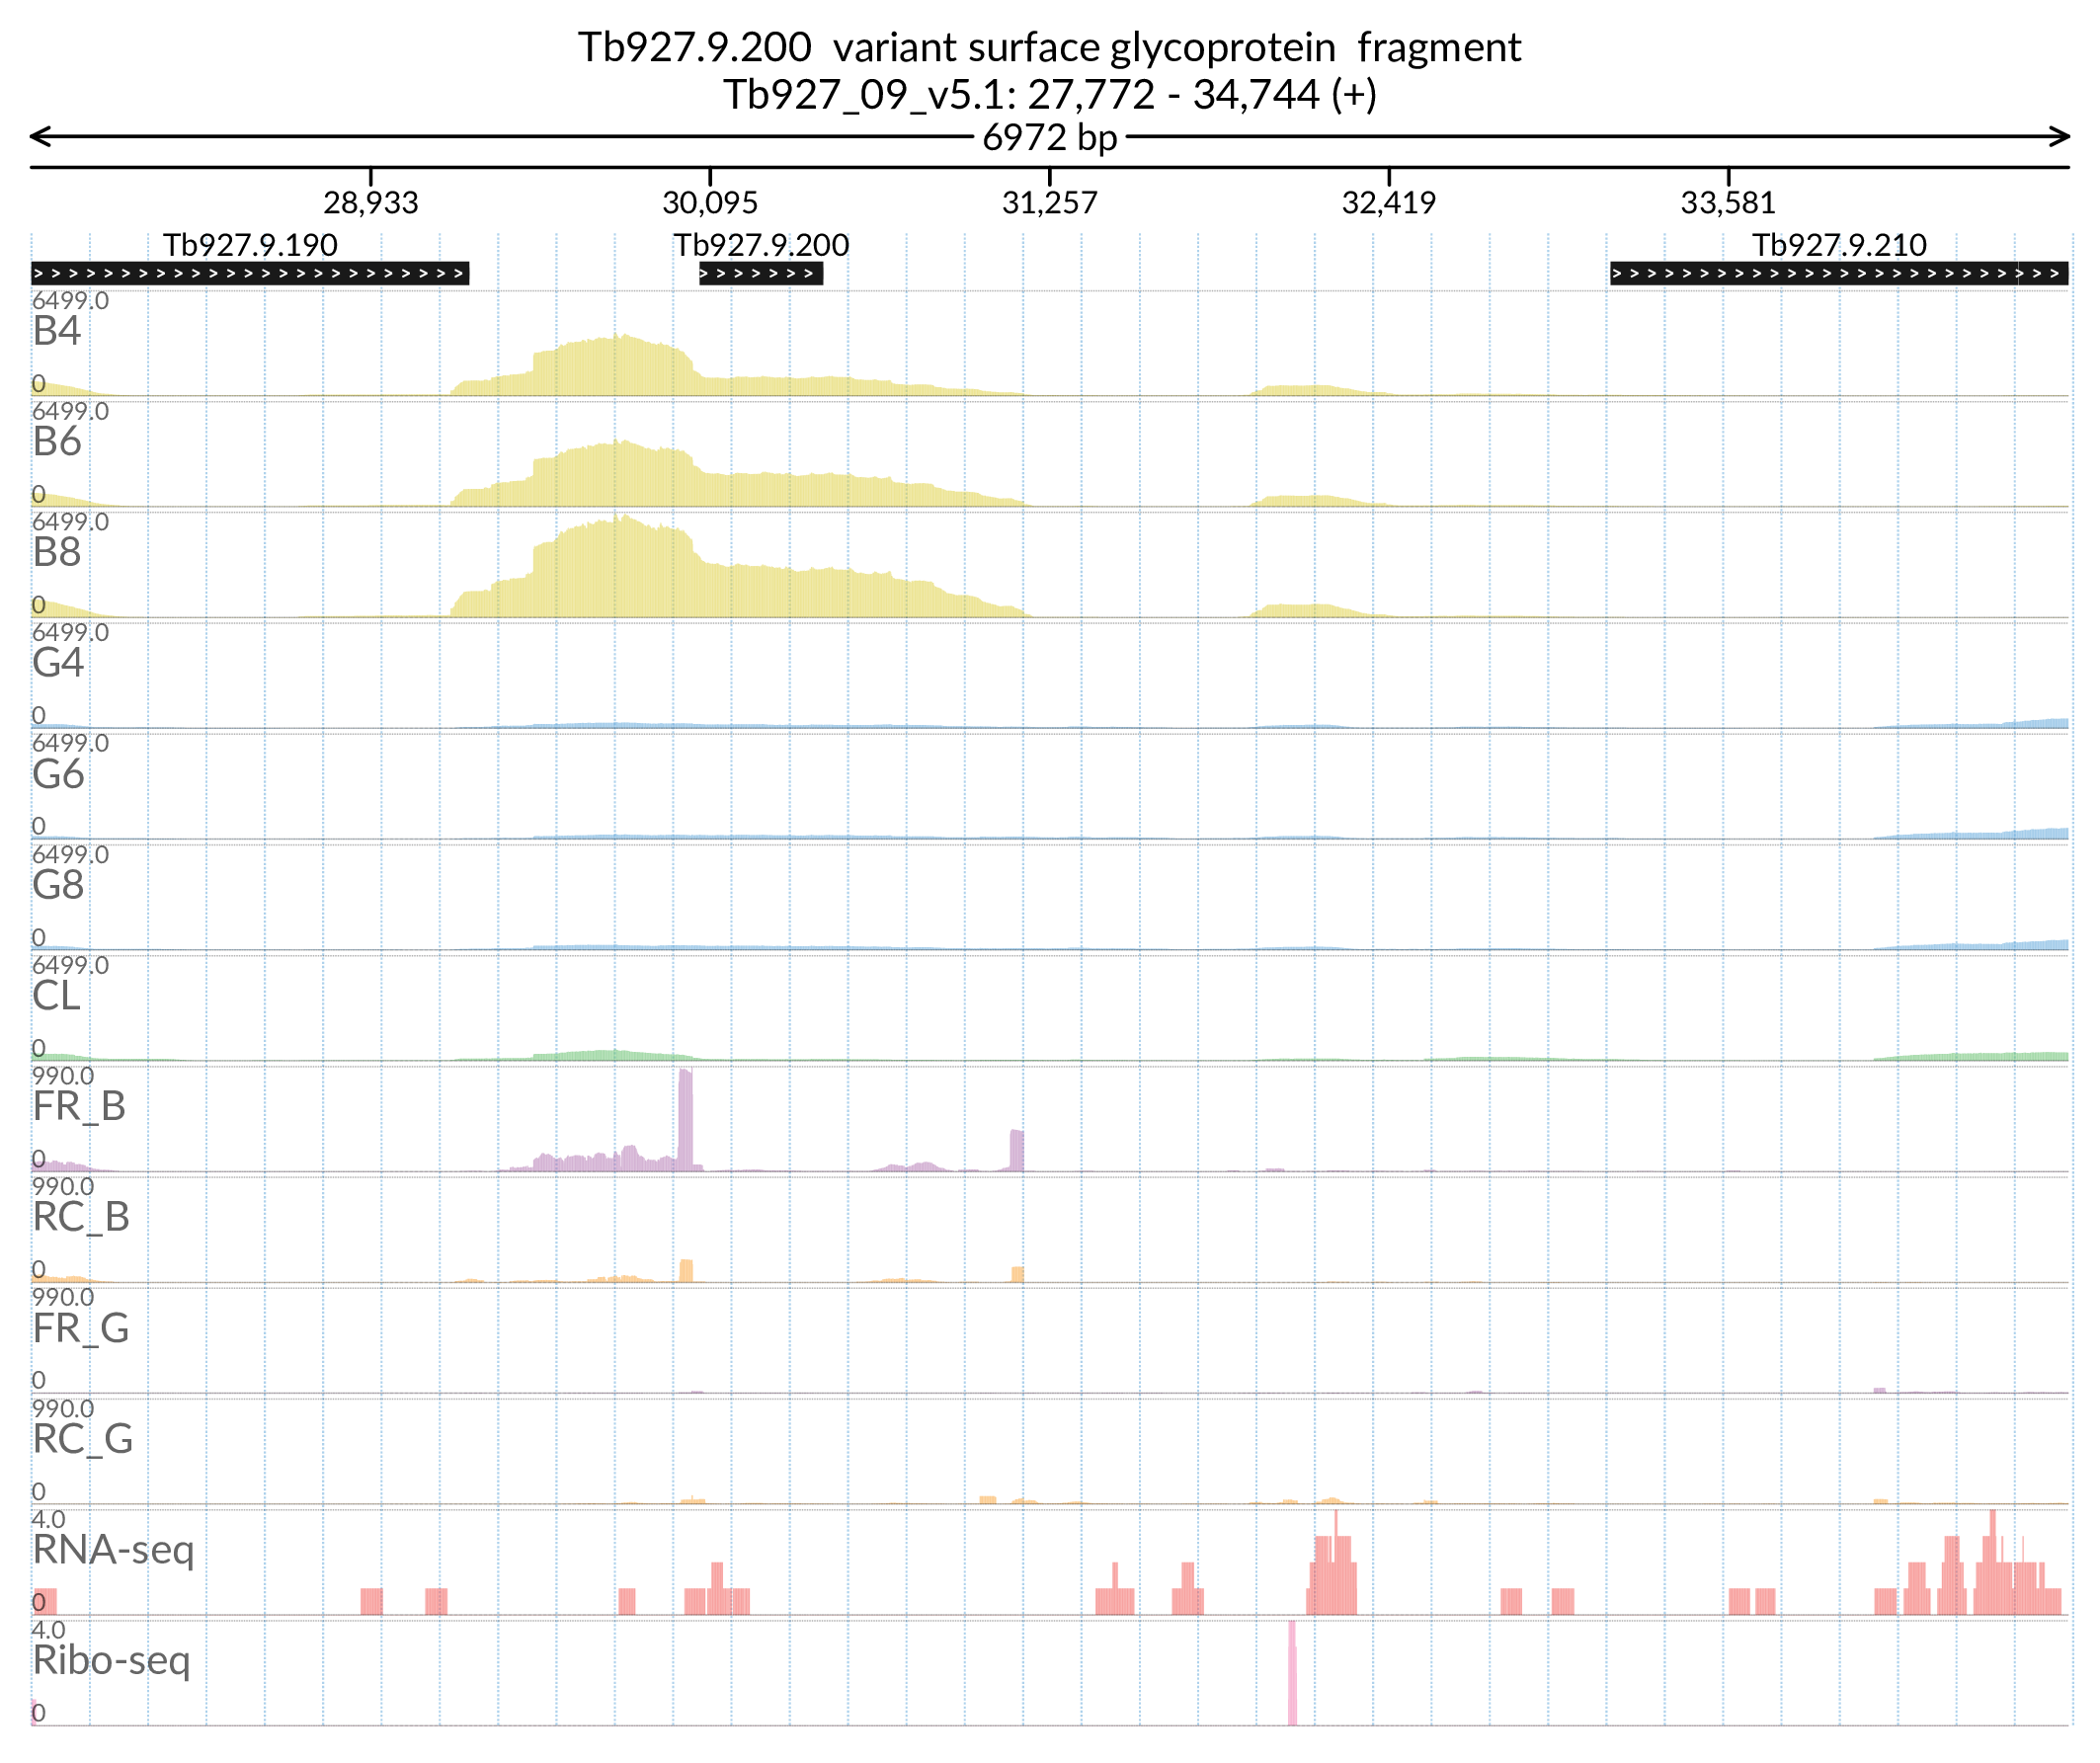 Tb927.9.200  variant surface glycoprotein  fragment
Tb927_09_v5.1: 27,772 - 34,744 (+)
6972 bp
28,933 30,095 31,257 32,419 33,581
Tb927.9.190 Tb927.9.200 Tb927.9.210
6499.0
B4
0
6499.0
B6
0
6499.0
B8
0
6499.0
G4
0
6499.0
G6
0
6499.0
G8
0
6499.0
CL
0
990.0
FR_B
0
990.0
RC_B
0
990.0
FR_G
0
990.0
RC_G
0
4.0
RNA-seq
0
4.0
Ribo-seq
0